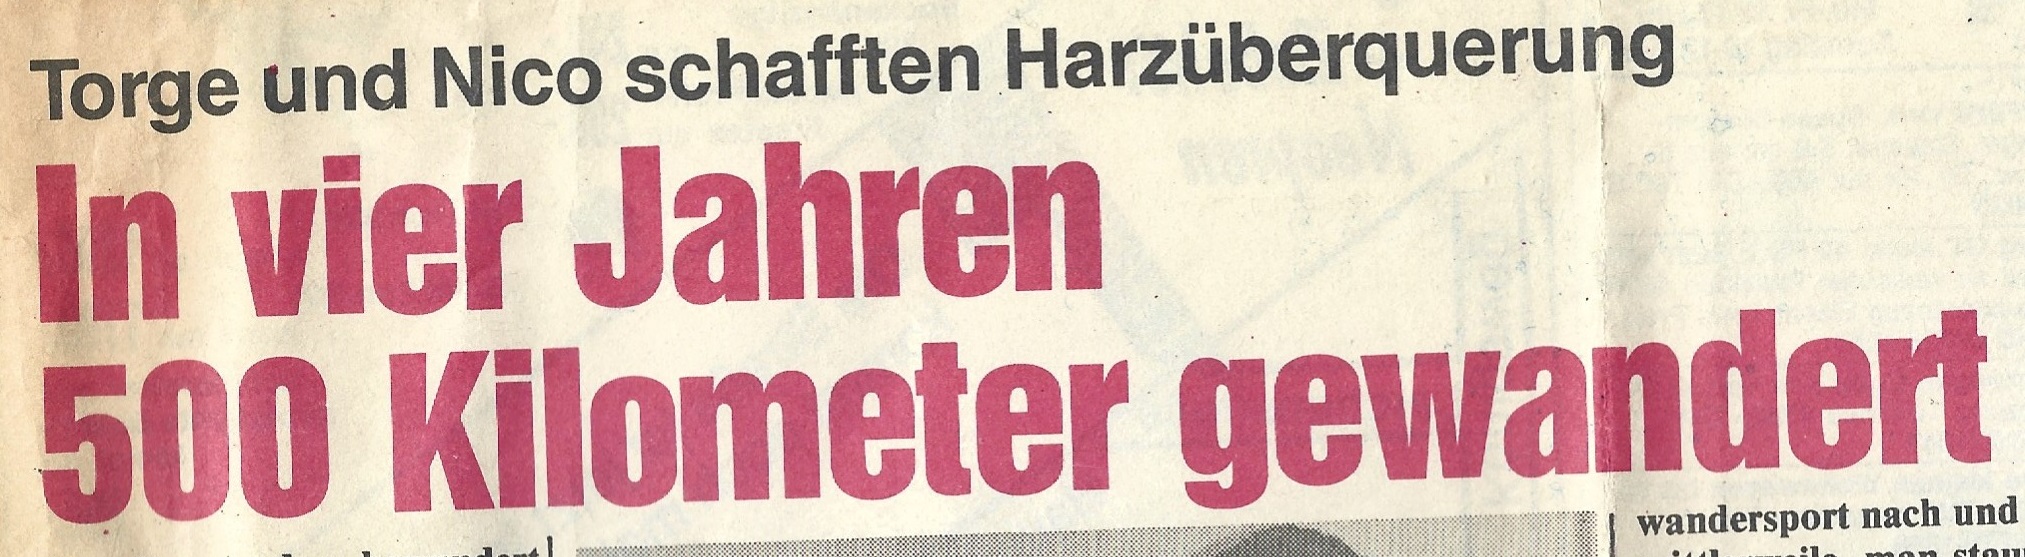 Torge und Nico schafften Harzüberquerung
In vier Jahren
500 Kilometer gewandert
wandersport nach und